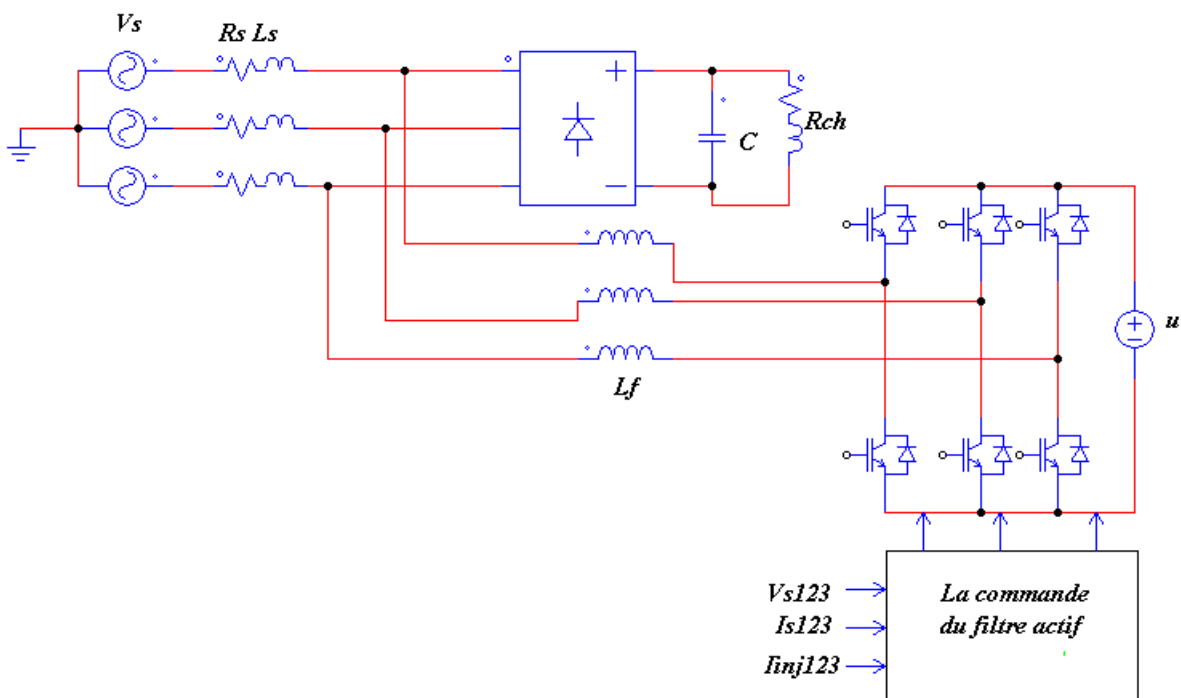 Vs
Rs Ls
C
Rch
u
Lf
Vs123
Is123
Iinj123
La commande
du filtre actif